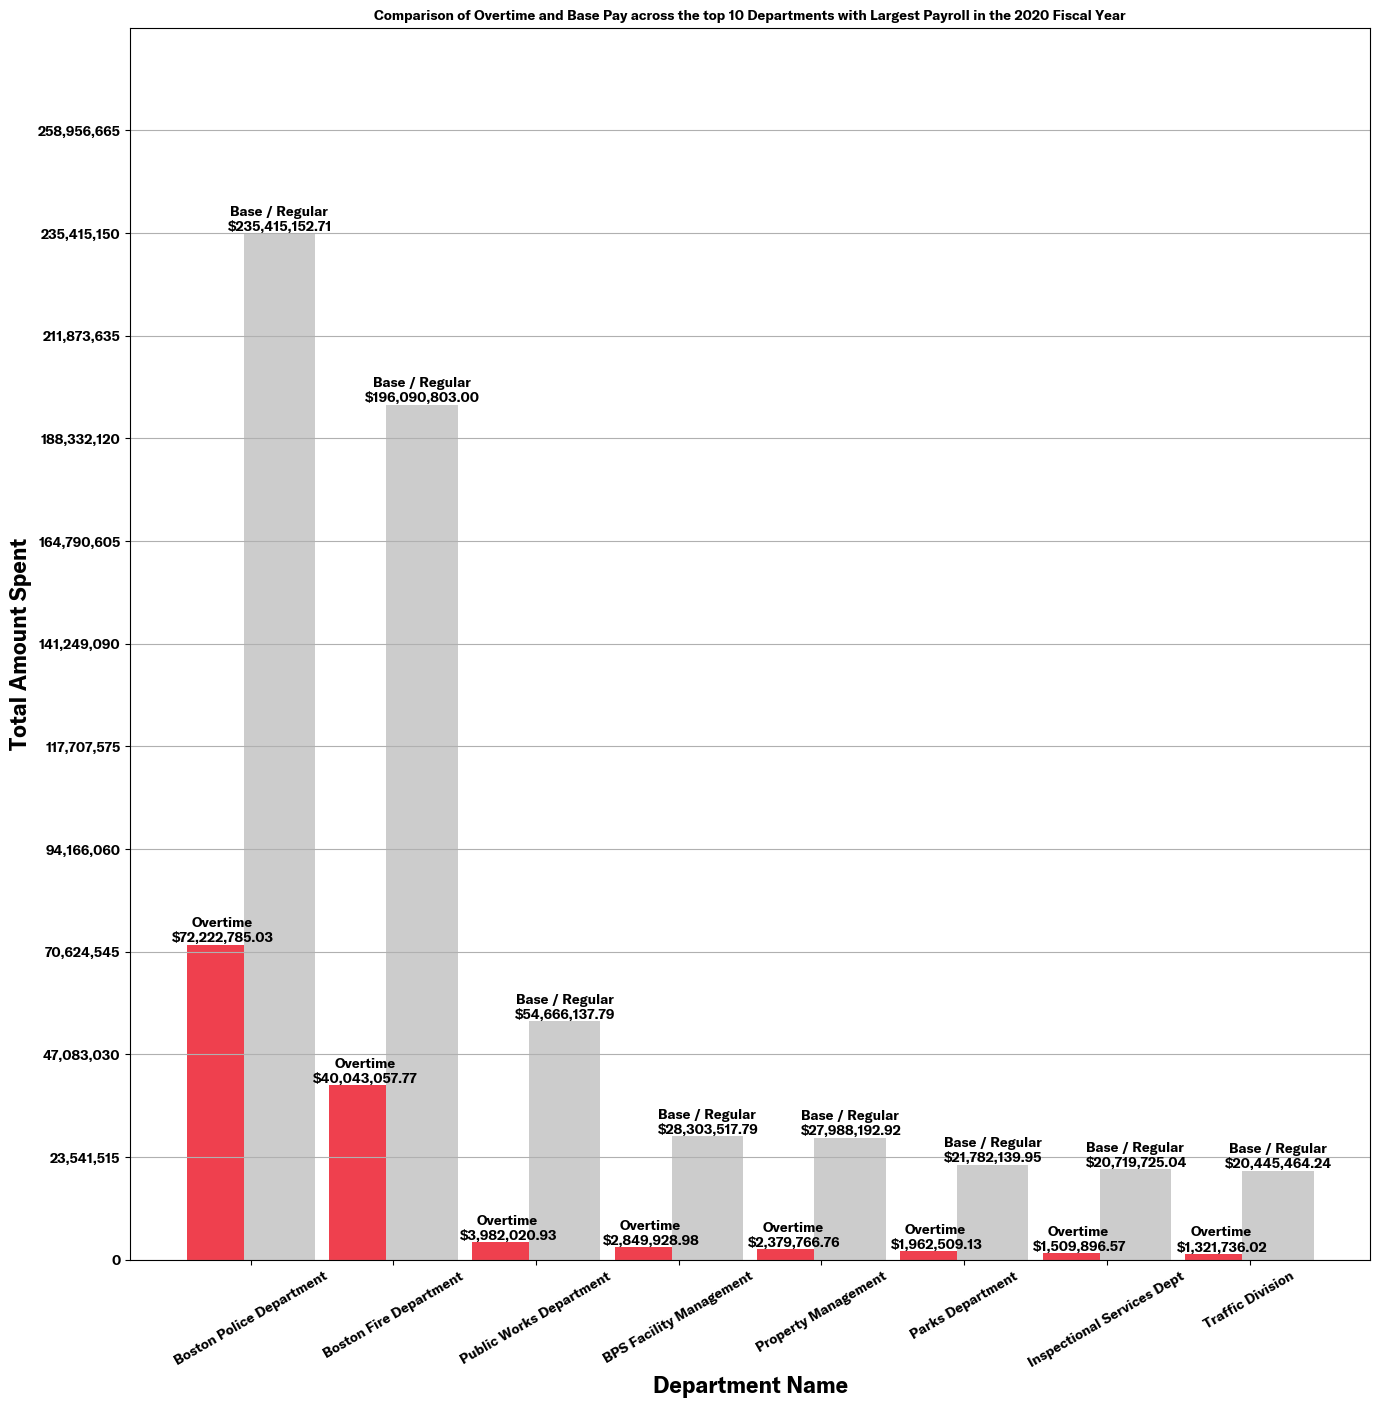 Comparison of Overtime and Base Pay across the top 10 Departments with Largest Payroll in the 2020 Fiscal Year
Total Amount Spent
258,956,665
235,415,150
211,873,635
188,332,120
164,790,605
141,249,090
117,707,575
94,166,060
70,624,545
47,083,030
23,541,515
0
Overtime
$72,222,785.03
Base / Regular
$235,415,152.71
Overtime
$40,043,057.77
Base / Regular
$196,090,803.00
Overtime
$3,982,020.93
Base / Regular
$54,666,137.79
Overtime
$2,849,928.98
Base / Regular
$28,303,517.79
Overtime
$2,379,766.76
Base / Regular
$27,988,192.92
Overtime
$1,962,509.13
Base / Regular
$21,782,139.95
Overtime
$1,509,896.57
Base / Regular
$20,719,725.04
Overtime
$1,321,736.02
Base / Regular
$20,445,464.24
Boston Police Department
Boston Fire Department
Public Works Department
BPS Facility Management
Property Management
Parks Department
Inspectional Services Dept
Traffic Division
Department Name